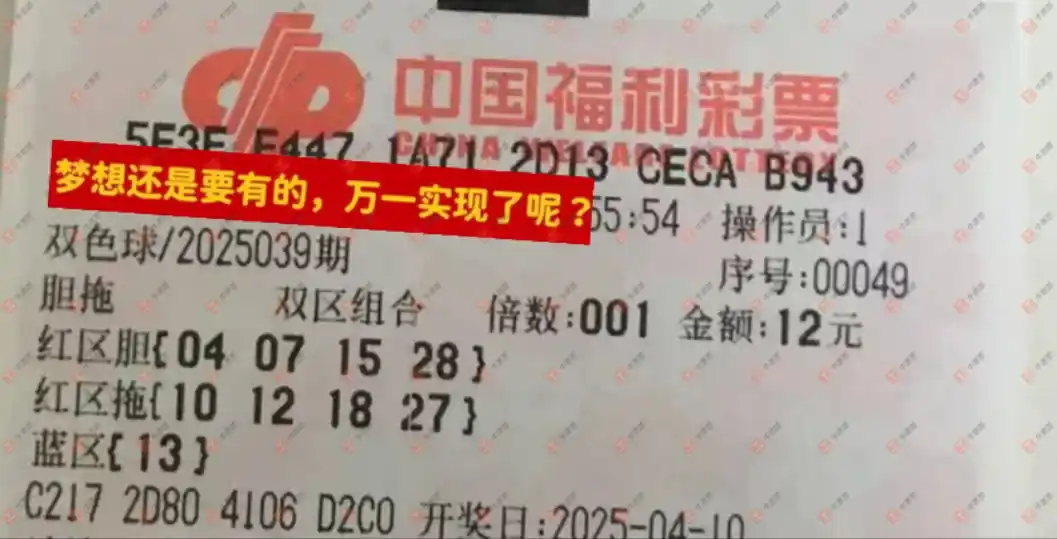 中国福利彩票
CHINA WELFARE LOTTERY
5F3E E447 1A71 2D13 CECA B943
梦想还是要有的，万一实现了呢？
55:54 操作员:1
双色球/2025039期 序号:00049
胆拖 双区组合 倍数:001 金额:12元
红区胆{04 07 15 28}
红区拖{10 12 18 27}
蓝区{13}
C217 2D80 4106 D2C0 开奖日:2025-04-10